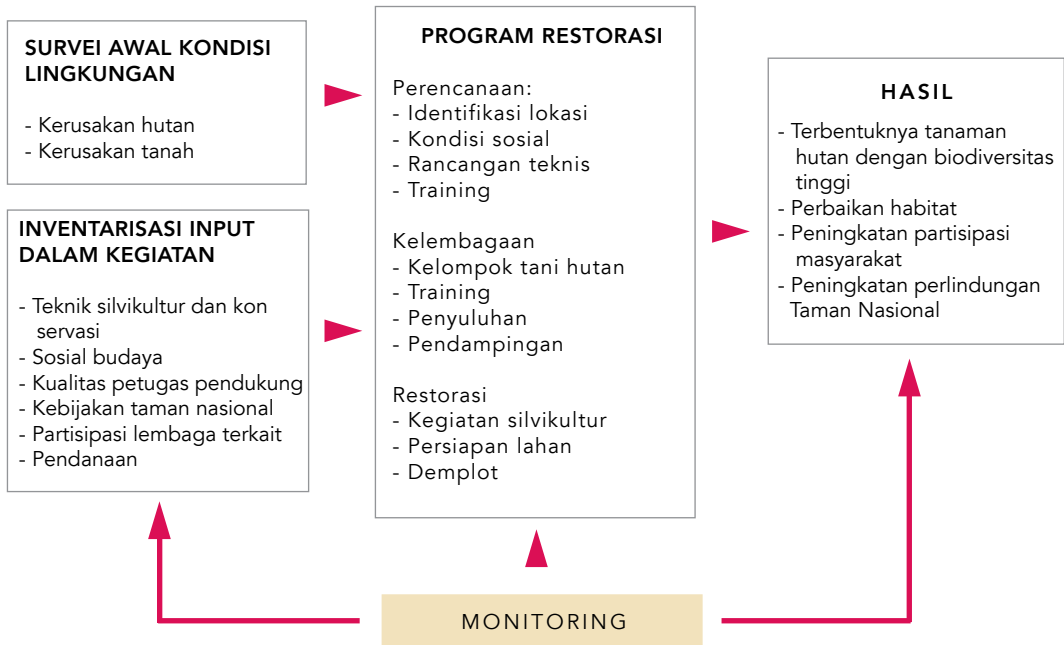 SURVEI AWAL KONDISI
LINGKUNGAN
- Kerusakan hutan
- Kerusakan tanah
INVENTARISASI INPUT
DALAM KEGIATAN
- Teknik silvikultur dan kon
servasi
- Sosial budaya
- Kualitas petugas pendukung
- Kebijakan taman nasional
- Partisipasi lembaga terkait
- Pendanaan
PROGRAM RESTORASI
Perencanaan:
- Identifikasi lokasi
- Kondisi sosial
- Rancangan teknis
- Training
Kelembagaan
- Kelompok tani hutan
- Training
- Penyuluhan
- Pendampingan
Restorasi
- Kegiatan silvikultur
- Persiapan lahan
- Demplot
HASIL
- Terbentuknya tanaman
hutan dengan biodiversitas
tinggi
- Perbaikan habitat
- Peningkatan partisipasi
masyarakat
- Peningkatan perlindungan
Taman Nasional
MONITORING